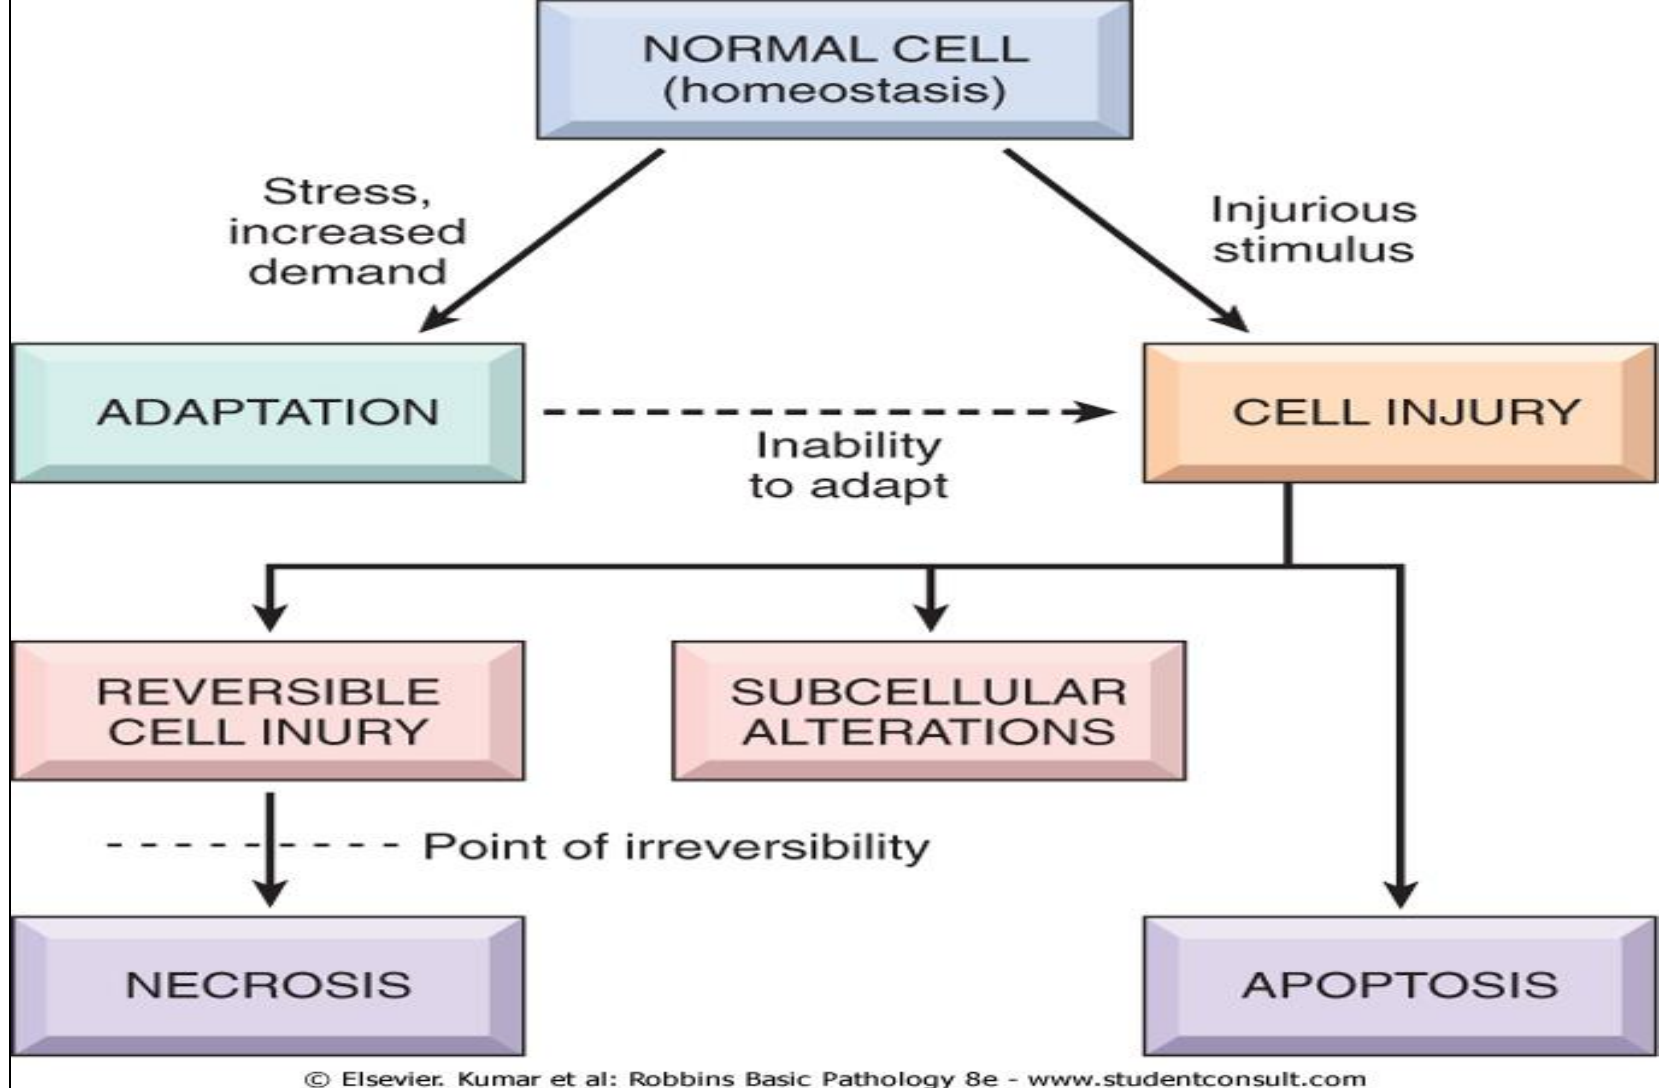 NORMAL CELL
(homeostasis)
Stress,
increased
demand
Injurious
stimulus
ADAPTATION
Inability
to adapt
CELL INJURY
REVERSIBLE
CELL INURY
SUBCELLULAR
ALTERATIONS
Point of irreversibility
NECROSIS
APOPTOSIS
© Elsevier. Kumar et al: Robbins Basic Pathology 8e - www.studentconsult.com